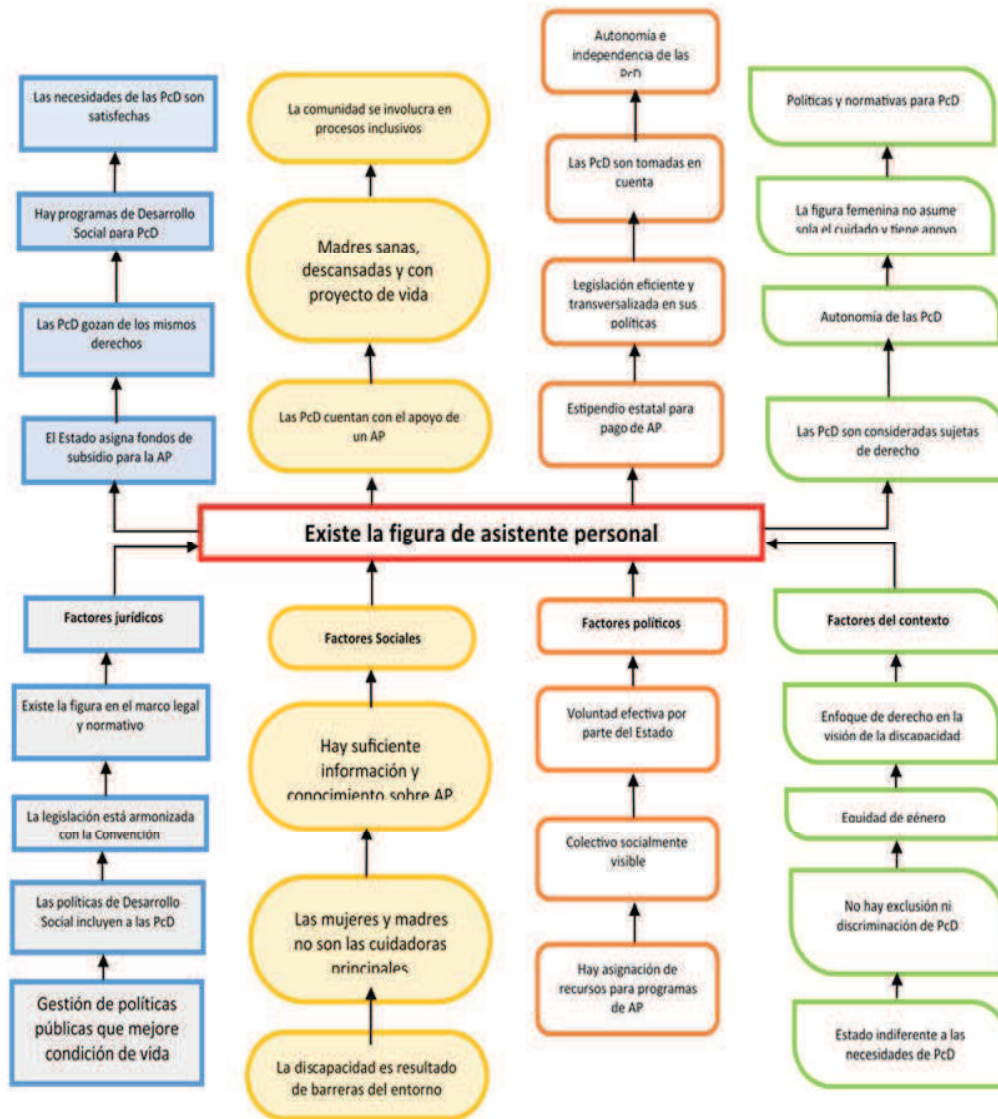 Las necesidades de las PcD son
satisfechas
Hay programas de Desarrollo
Social para PcD
Las PcD gozan de los mismos
derechos
El Estado asigna fondos de
subsidio para la AP
La comunidad se involucra en
procesos inclusivos
Madres sanas,
descansadas y con
proyecto de vida
Las PcD cuentan con el apoyo de
un AP
Autonomía e
independencia de las
PcD
Las PcD son tomadas en
cuenta
Legislación eficiente y
transversalizada en sus
políticas
Estipendio estatal para
pago de AP
Políticas y normativas para PcD
La figura femenina no asume
sola el cuidado y tiene apoyo
Autonomía de las PcD
Las PcD son consideradas sujetas
de derecho
Existe la figura de asistente personal
Factores jurídicos
Existe la figura en el marco legal
y normativo
La legislación está armonizada
con la Convención
Las políticas de Desarrollo
Social incluyen a las PcD
Gestión de políticas
públicas que mejore
condición de vida
Factores Sociales
Hay suficiente
información y
conocimiento sobre AP
Las mujeres y madres
no son las cuidadoras
principales
La discapacidad es resultado
de barreras del entorno
Factores políticos
Voluntad efectiva por
parte del Estado
Colectivo socialmente
visible
Hay asignación de
recursos para programas
de AP
Factores del contexto
Enfoque de derecho en la
visión de la discapacidad
Equidad de género
No hay exclusión ni
discriminación de PcD
Estado indiferente a las
necesidades de PcD